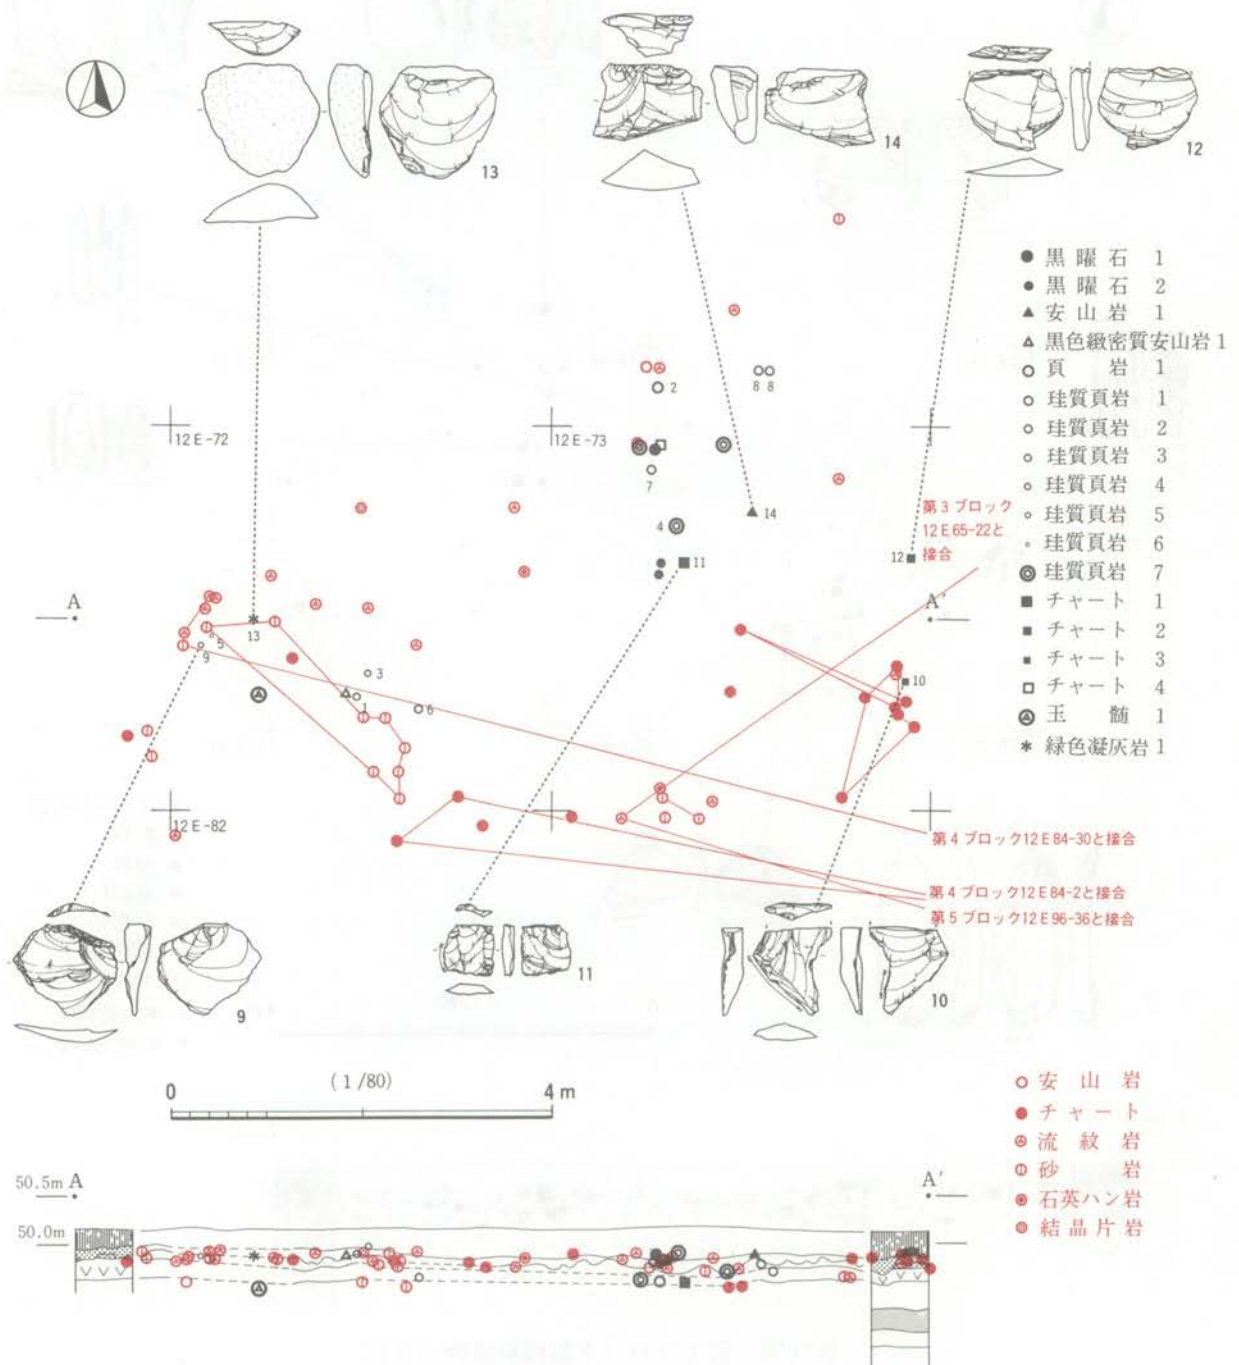 13
14
12
● 黒曜石 1
● 黒曜石 2
▲ 安山岩 1
△ 黒色緻密質安山岩 1
○ 頁岩 1
○ 珪質頁岩 1
○ 珪質頁岩 2
○ 珪質頁岩 3
○ 珪質頁岩 4
○ 珪質頁岩 5
○ 珪質頁岩 6
◎ 珪質頁岩 7
■ チャート 1
■ チャート 2
■ チャート 3
□ チャート 4
玉髄 1
* 緑色凝灰岩 1
8 8
2
12E-72
12E-73
7
第3ブロック
12E65-22と
接合
4
14
11
12
A
A′
13
5
9
3
1
6
10
12E-82
第4ブロック12E84-30と接合
第4ブロック12E84-2と接合
第5ブロック12E96-36と接合
9
11
10
0 (1/80) 4m
○ 安山岩
● チャート
流紋岩
砂岩
石英ハン岩
◎ 結晶片岩
50.5m A
A′
50.0m